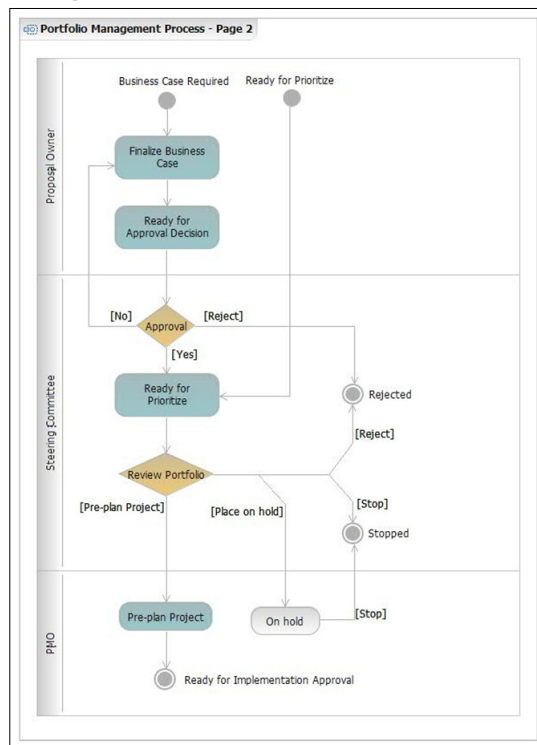 Portfolio Management Process - Page 2
Business Case Required
Ready for Prioritize
Proposal Owner
Finalize Business
Case
Ready for
Approval Decision
Steering Committee
[No]
Approval
[Reject]
[Yes]
Ready for
Prioritize
Rejected
[Reject]
Review Portfolio
[Pre-plan Project]
[Place on hold]
[Stop]
Stopped
PMO
Pre-plan Project
On hold
[Stop]
Ready for Implementation Approval